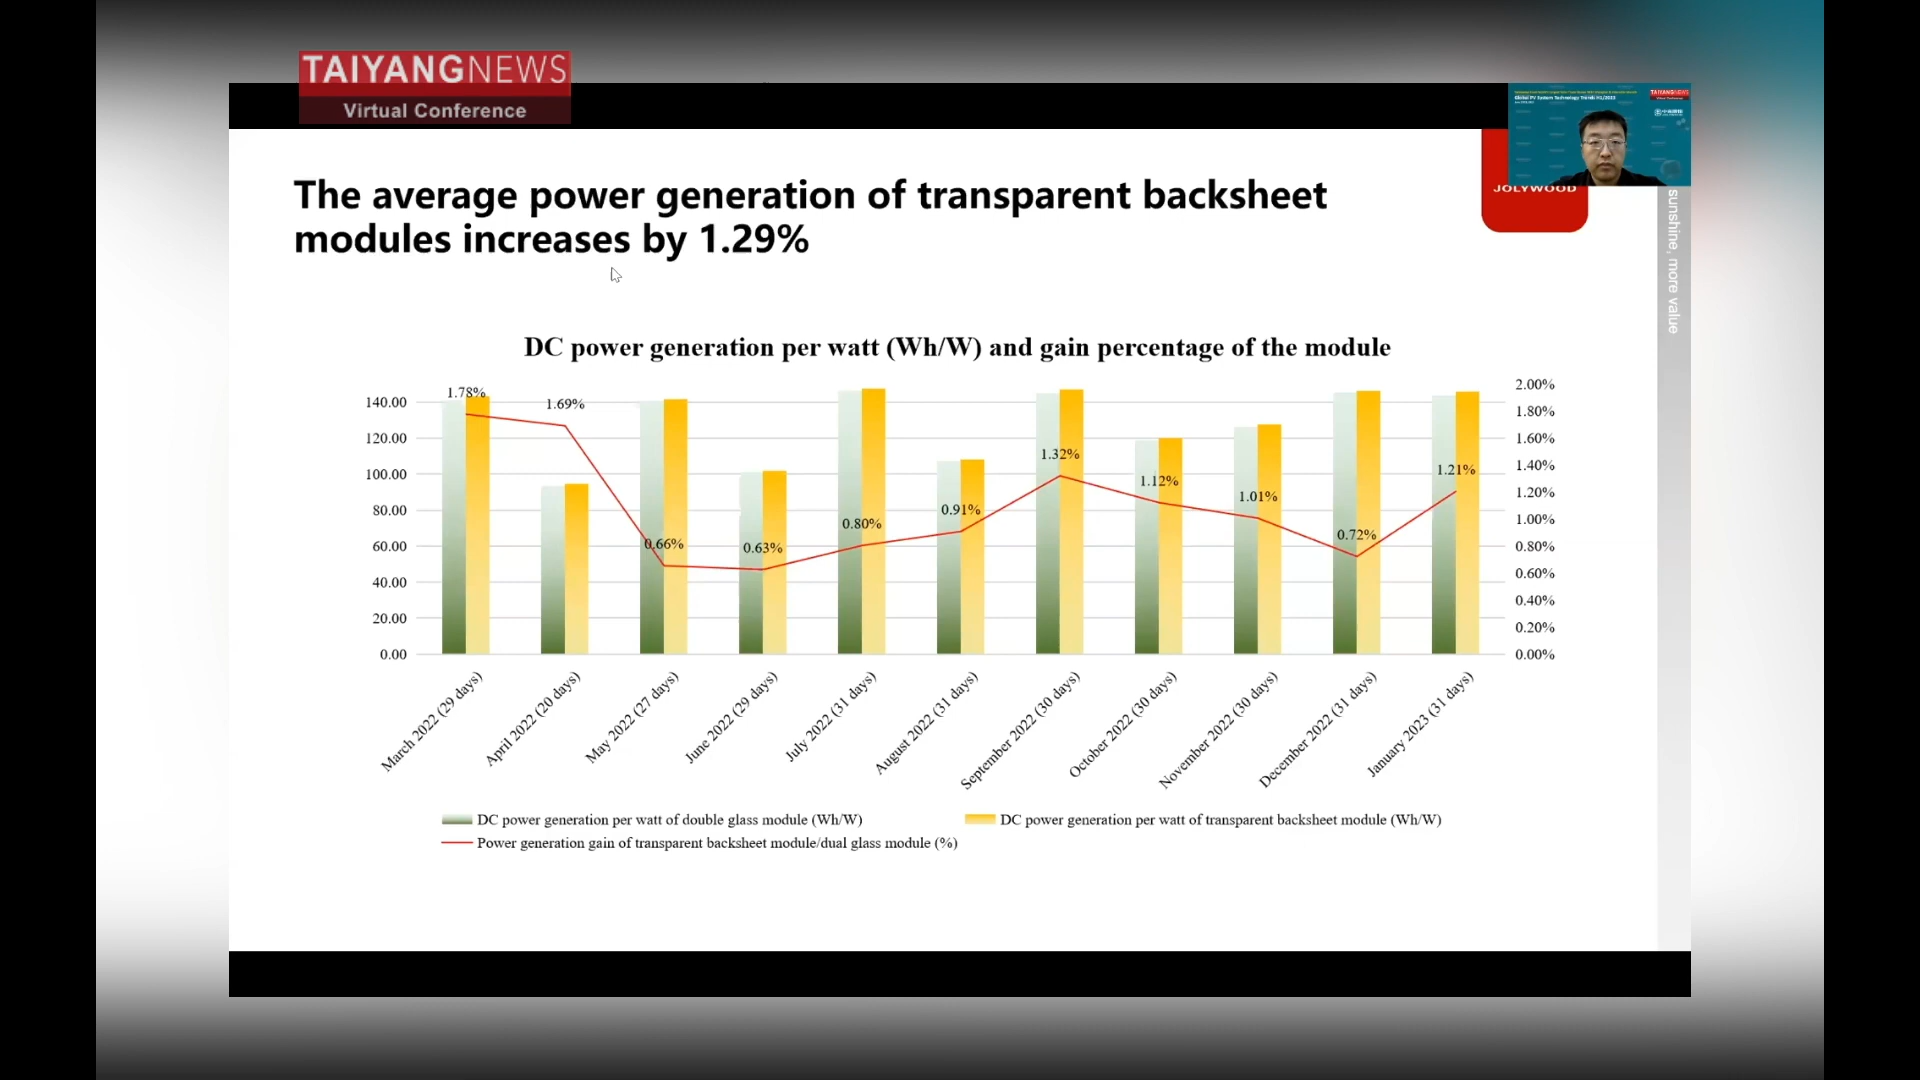 TAIYANGNEWS
Virtual Conference
TAIYANGNEWS
Global PV System Technology Trends H1/2023
JOLYWOOD
sunshine, more value
The average power generation of transparent backsheet
modules increases by 1.29%
DC power generation per watt (Wh/W) and gain percentage of the module
140.00
120.00
100.00
80.00
60.00
40.00
20.00
0.00
1.78%
1.69%
0.66%
0.63%
0.80%
0.91%
1.32%
1.12%
1.01%
0.72%
1.21%
2.00%
1.80%
1.60%
1.40%
1.20%
1.00%
0.80%
0.60%
0.40%
0.20%
0.00%
March 2022 (29 days)
April 2022 (20 days)
May 2022 (27 days)
June 2022 (29 days)
July 2022 (31 days)
August 2022 (31 days)
September 2022 (30 days)
October 2022 (30 days)
November 2022 (30 days)
December 2022 (31 days)
January 2023 (31 days)
DC power generation per watt of double glass module (Wh/W)
DC power generation per watt of transparent backsheet module (Wh/W)
Power generation gain of transparent backsheet module/dual glass module (%)